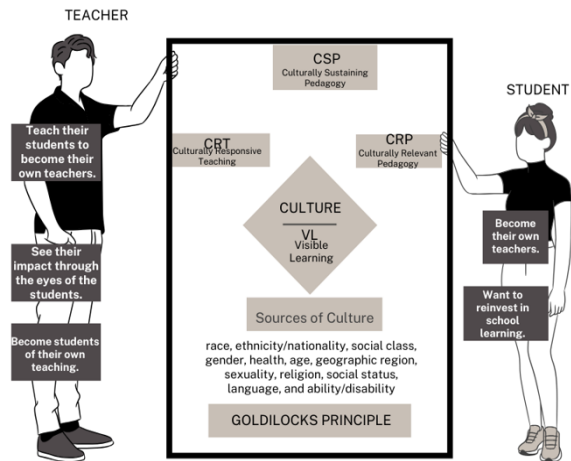 TEACHER
Teach their
students to
become their
own teachers.
See their
impact through
the eyes of the
students.
Become students
of their own
teaching.
CSP
Culturally Sustaining
Pedagogy
CRT
Culturally Responsive
Teaching
CRP
Culturally Relevant
Pedagogy
CULTURE
VL
Visible
Learning
Sources of Culture
race, ethnicity/nationality, social class,
gender, health, age, geographic region,
sexuality, religion, social status,
language, and ability/disability
GOLDILOCKS PRINCIPLE
STUDENT
Become
their own
teachers.
Want to
reinvest in
school
learning.